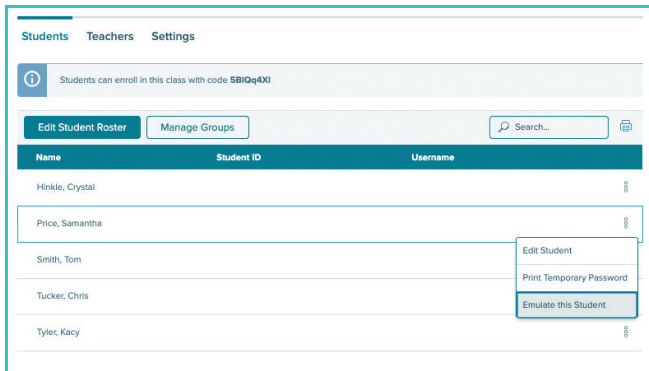 Students Teachers Settings
Students can enroll in this class with code 5BlQq4Xl
Edit Student Roster Manage Groups Search...
Name Student ID Username
Hinkle, Crystal
Price, Samantha
Edit Student
Smith, Tom
Print Temporary Password
Tucker, Chris
Emulate this Student
Tyler, Kacy